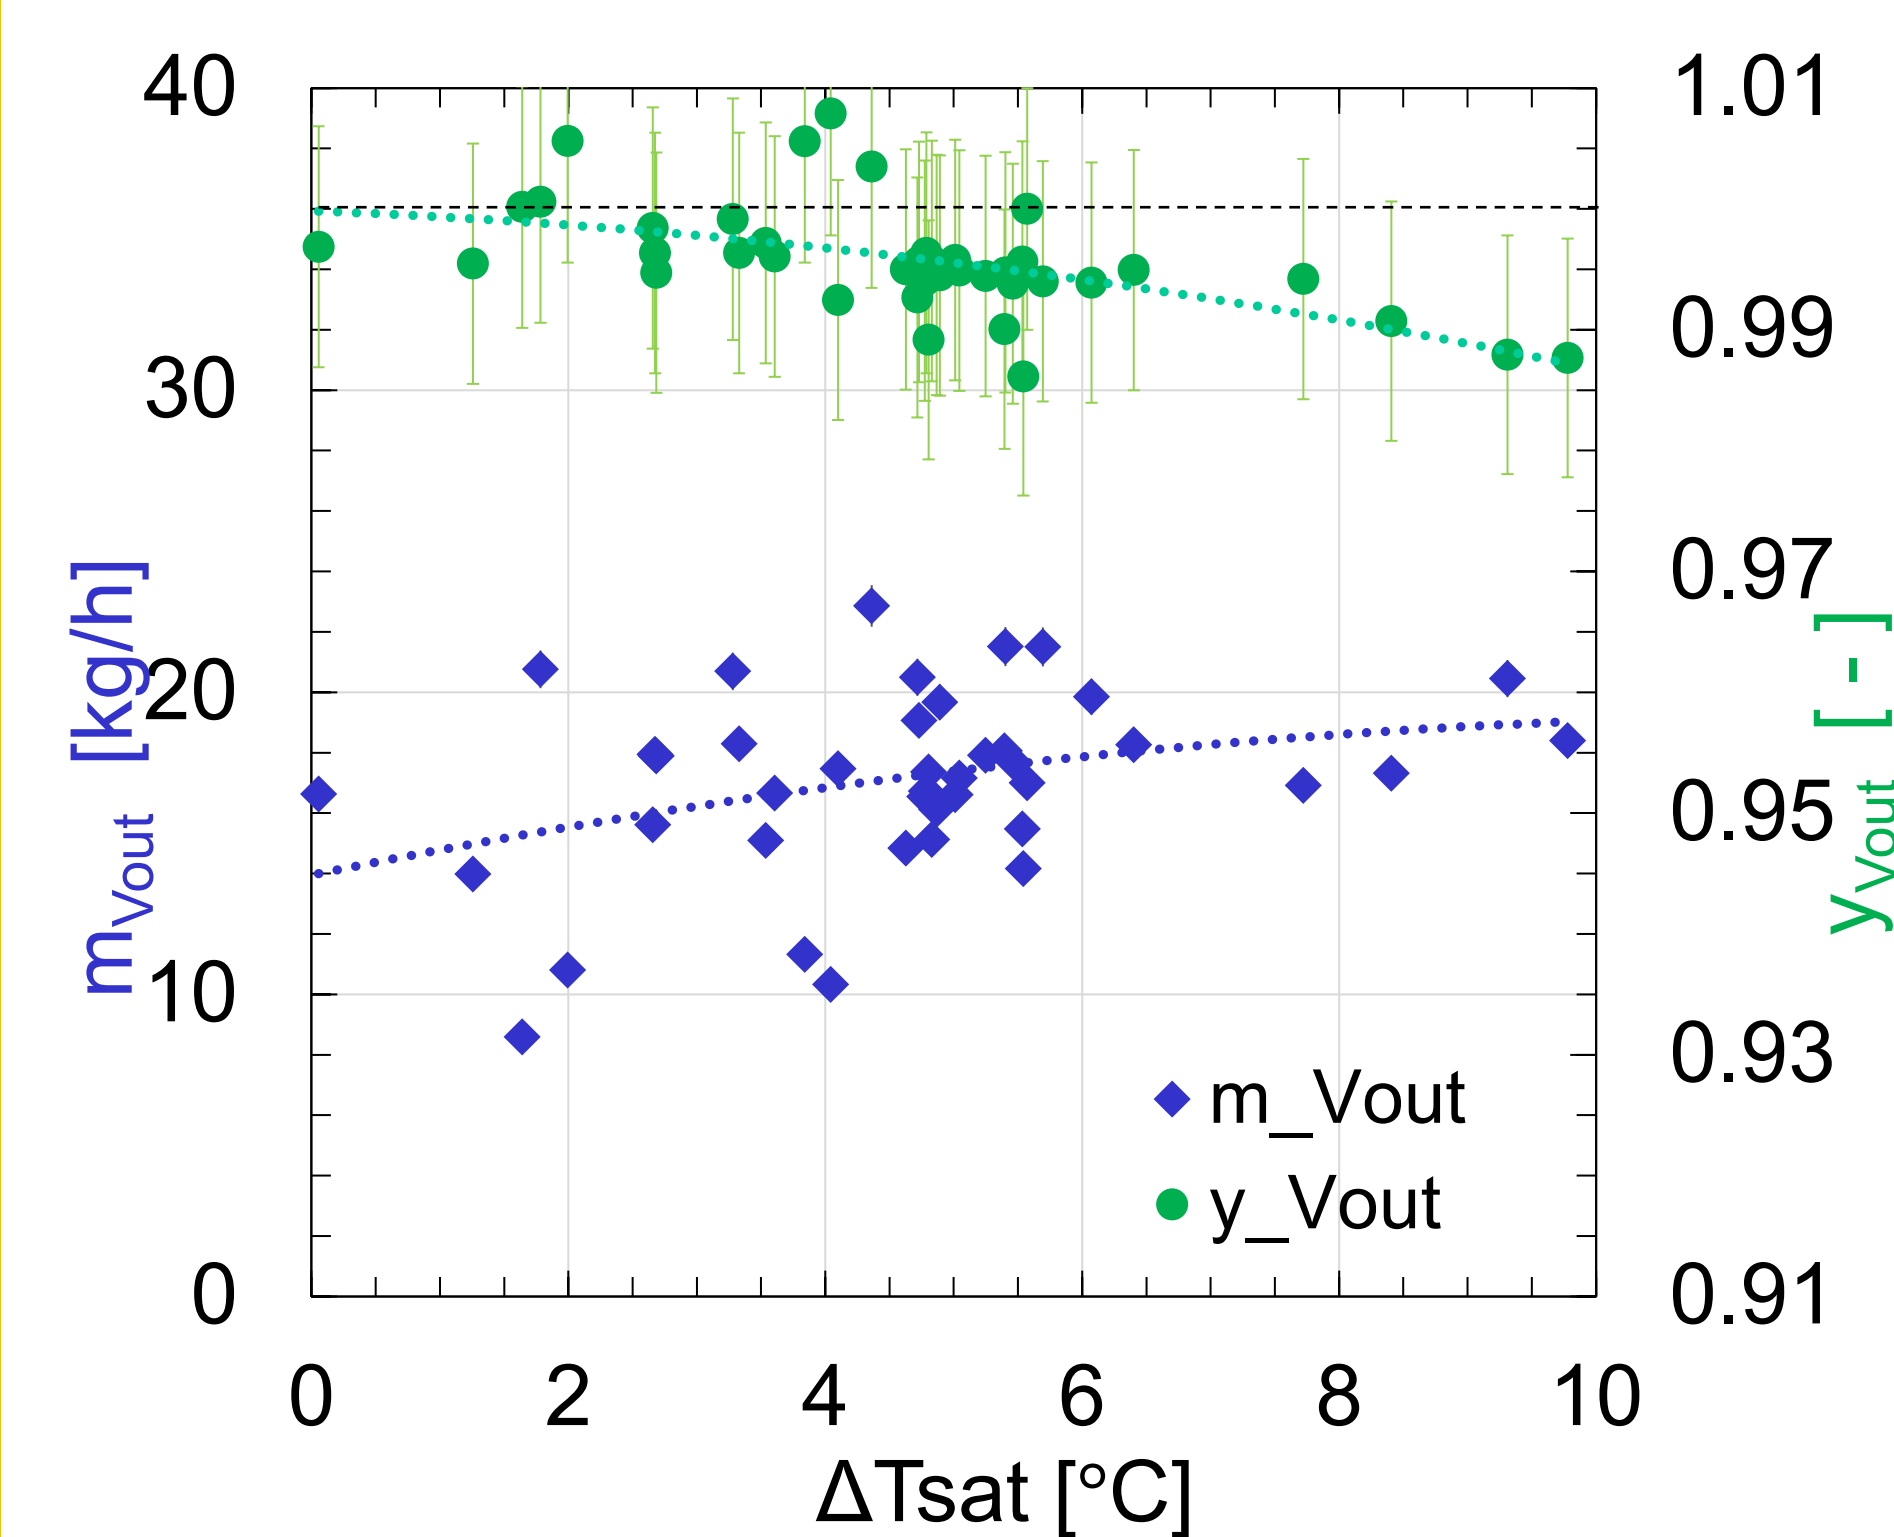 40
30
20
10
0
m_Vout [kg/h]
1.01
0.99
0.97
0.95
0.93
0.91
y_Vout [ - ]
m_Vout
y_Vout
0 2 4 6 8 10
ΔTsat [°C]